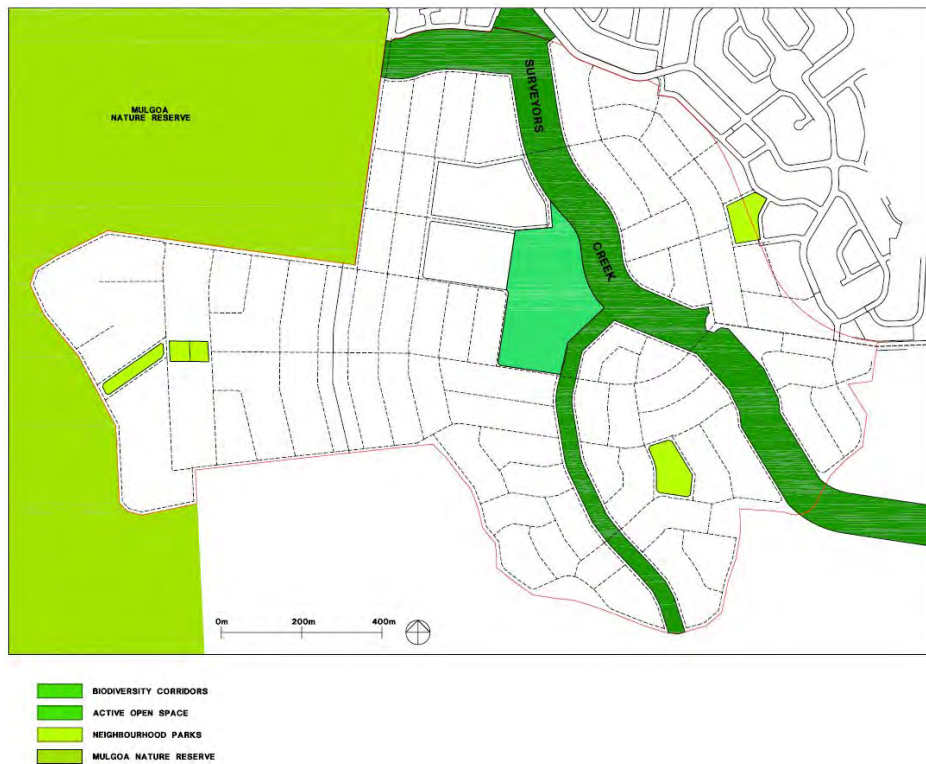 MULGOA
NATURE RESERVE
SURVEYORS
CREEK
0m 200m 400m
BIODIVERSITY CORRIDORS
ACTIVE OPEN SPACE
NEIGHBOURHOOD PARKS
MULGOA NATURE RESERVE